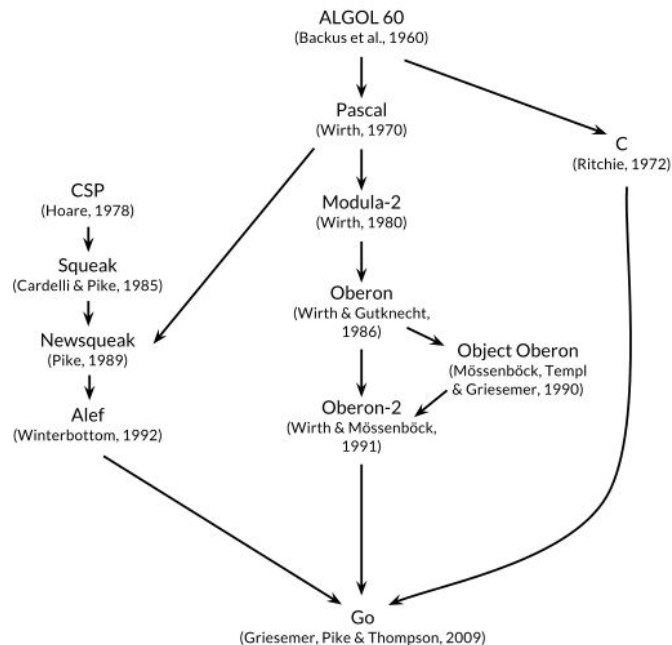 ALGOL 60
(Backus et al., 1960)
Pascal
(Wirth, 1970)
C
(Ritchie, 1972)
CSP
(Hoare, 1978)
Modula-2
(Wirth, 1980)
Squeak
(Cardelli & Pike, 1985)
Oberon
(Wirth & Gutknecht,
1986)
Newsqueak
(Pike, 1989)
Object Oberon
(Mössenböck, Templ
& Griesemer, 1990)
Alef
(Winterbottom, 1992)
Oberon-2
(Wirth & Mössenböck,
1991)
Go
(Griesemer, Pike & Thompson, 2009)